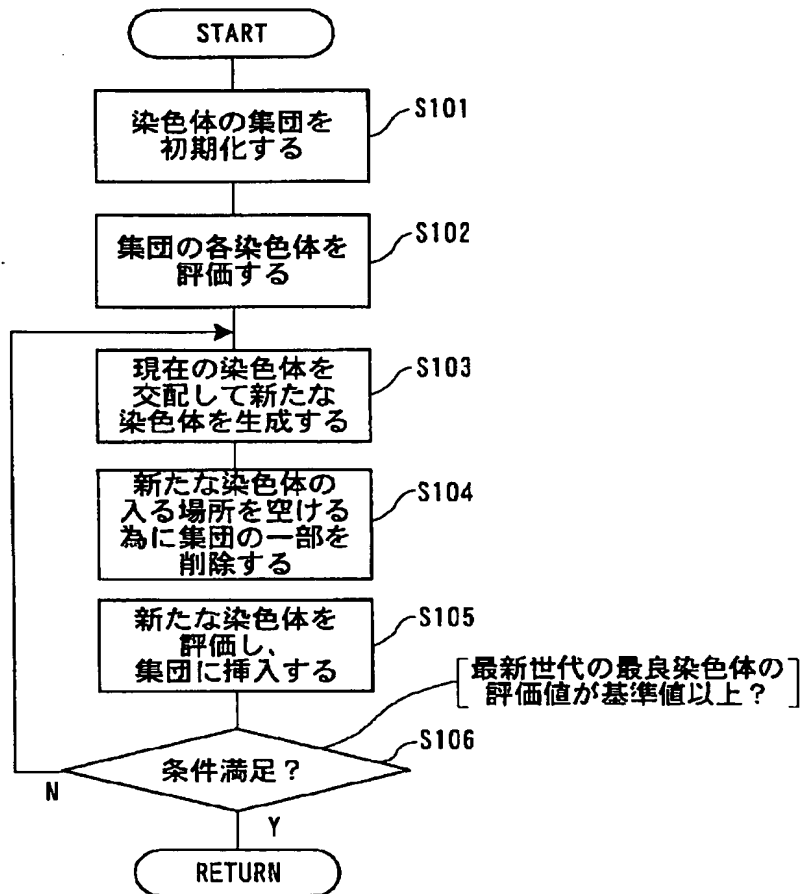 START
染色体の集団を
初期化する
S101
集団の各染色体を
評価する
S102
現在の染色体を
交配して新たな
染色体を生成する
S103
新たな染色体の
入る場所を空ける
為に集団の一部を
削除する
S104
新たな染色体を
評価し、
集団に挿入する
S105
[最新世代の最良染色体の
評価値が基準値以上？]
S106
条件満足？
N
Y
RETURN